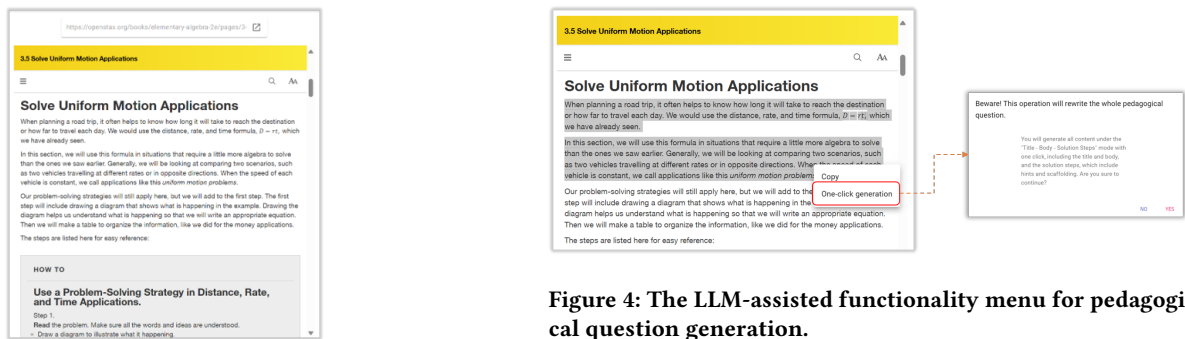 https://openstax.org/books/elementary-algebra-2e/pages/3-
3.5 Solve Uniform Motion Applications
AA
Solve Uniform Motion Applications
When planning a road trip, it often helps to know how long it will take to reach the destination
or how far to travel each day. We would use the distance, rate, and time formula, D = rt, which
we have already seen.
In this section, we will use this formula in situations that require a little more algebra to solve
than the ones we saw earlier. Generally, we will be looking at comparing two scenarios, such
as two vehicles travelling at different rates or in opposite directions. When the speed of each
vehicle is constant, we call applications like this uniform motion problems.
Our problem-solving strategies will still apply here, but we will add to the first step. The first
step will include drawing a diagram that shows what is happening in the example. Drawing the
diagram helps us understand what is happening so that we will write an appropriate equation.
Then we will make a table to organize the information, like we did for the money applications.
The steps are listed here for easy reference:
HOW TO
Use a Problem-Solving Strategy in Distance, Rate,
and Time Applications.
Step 1.
Read the problem. Make sure all the words and ideas are understood.
◦ Draw a diagram to illustrate what it happening.
3.5 Solve Uniform Motion Applications
AA
Solve Uniform Motion Applications
When planning a road trip, it often helps to know how long it will take to reach the destination
or how far to travel each day. We would use the distance, rate, and time formula, D = rt, which
we have already seen.
In this section, we will use this formula in situations that require a little more algebra to solve
than the ones we saw earlier. Generally, we will be looking at comparing two scenarios, such
as two vehicles travelling at different rates or in opposite directions. When the speed of each
vehicle is constant, we call applications like this uniform motion problems
Our problem-solving strategies will still apply here, but we will add to the
step will include drawing a diagram that shows what is happening in the
diagram helps us understand what is happening so that we will write an appropriate equation.
Then we will make a table to organize the information, like we did for the money applications.
The steps are listed here for easy reference:
Copy
One-click generation
Beware! This operation will rewrite the whole pedagogical
question.
You will generate all content under the
'Title - Body - Solution Steps' mode with
one click, including the title and body,
and the solution steps, which include
hints and scaffolding. Are you sure to
continue?
NO YES
Figure 4: The LLM-assisted functionality menu for pedagogi
cal question generation.